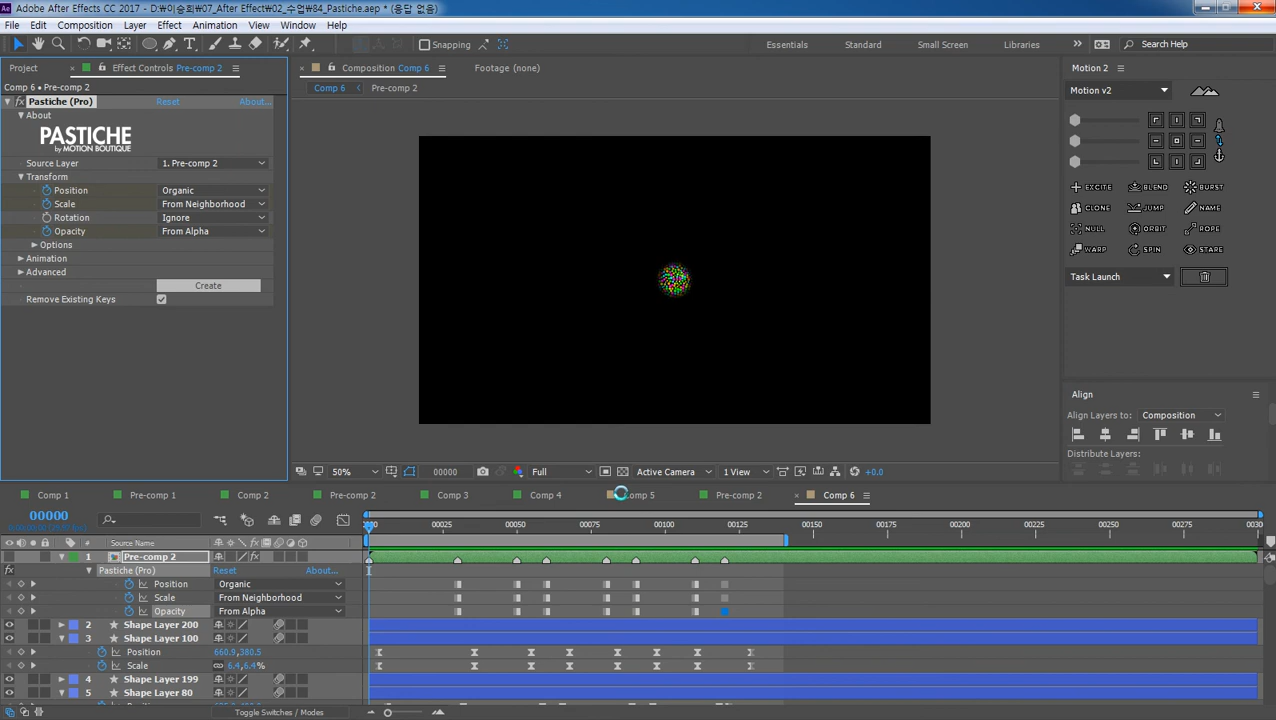 Adobe After Effects CC 2017 - D:₩이승희₩07_After Effect₩02_수업₩84_Pastiche.aep * (응답 없음)
File Edit Composition Layer Effect Animation View Window Help
Snapping Essentials Standard Small Screen Libraries Search Help
Project Effect Controls Pre-comp 2 Composition Comp 6 Footage (none) Motion 2
Comp 6 • Pre-comp 2 Comp 6 Pre-comp 2 Motion v2
fx Pastiche (Pro) Reset About...
About
PASTICHE
by MOTION BOUTIQUE
Source Layer 1. Pre-comp 2
Transform
Position Organic
Scale From Neighborhood
Rotation Ignore
Opacity From Alpha
Options
Animation
Advanced
Create
Remove Existing Keys
EXCITE BLEND BURST
CLONE JUMP NAME
NULL ORBIT ROPE
WARP SPIN STARE
Task Launch
Align
Align Layers to: Composition
Distribute Layers:
50% 00000 Full Active Camera 1 View +0.0
Comp 1 Pre-comp 1 Comp 2 Pre-comp 2 Comp 3 Comp 4 Comp 5 Pre-comp 2 Comp 6
00000 00025 00050 00075 00100 00125 00150 00175 00200 00225 00250 00275
# Source Name
1 Pre-comp 2
Pastiche (Pro) Reset About...
Position Organic
Scale From Neighborhood
Opacity From Alpha
2 Shape Layer 200
3 Shape Layer 100
Position 660.9,380.5
Scale 6.4,6.4%
4 Shape Layer 199
5 Shape Layer 80
Toggle Switches / Modes